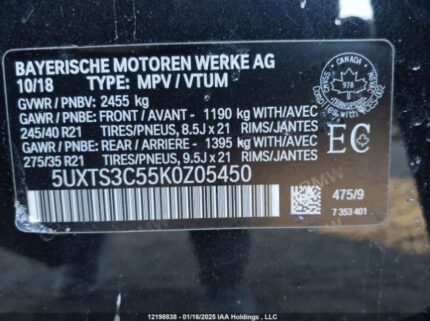 BAYERISCHE MOTOREN WERKE AG
10/18 TYPE: MPV / VTUM
GVWR / PNBV: 2455 kg
GAWR/PNBE: FRONT / AVANT - 1190 kg WITH/AVEC
245/40 R21 TIRES/PNEUS, 8.5J x 21 RIMS/JANTES
GAWR/PNBE: REAR / ARRIERE - 1395 kg WITH/AVEC
275/35 R21 TIRES/PNEUS, 9.5J x 21 RIMS/JANTES
5UXTS3C55K0Z05450
CANADA
978
TRANSPORT
EC
475/9
7 353 401
12198838 - 01/16/2025 IAA Holdings , LLC